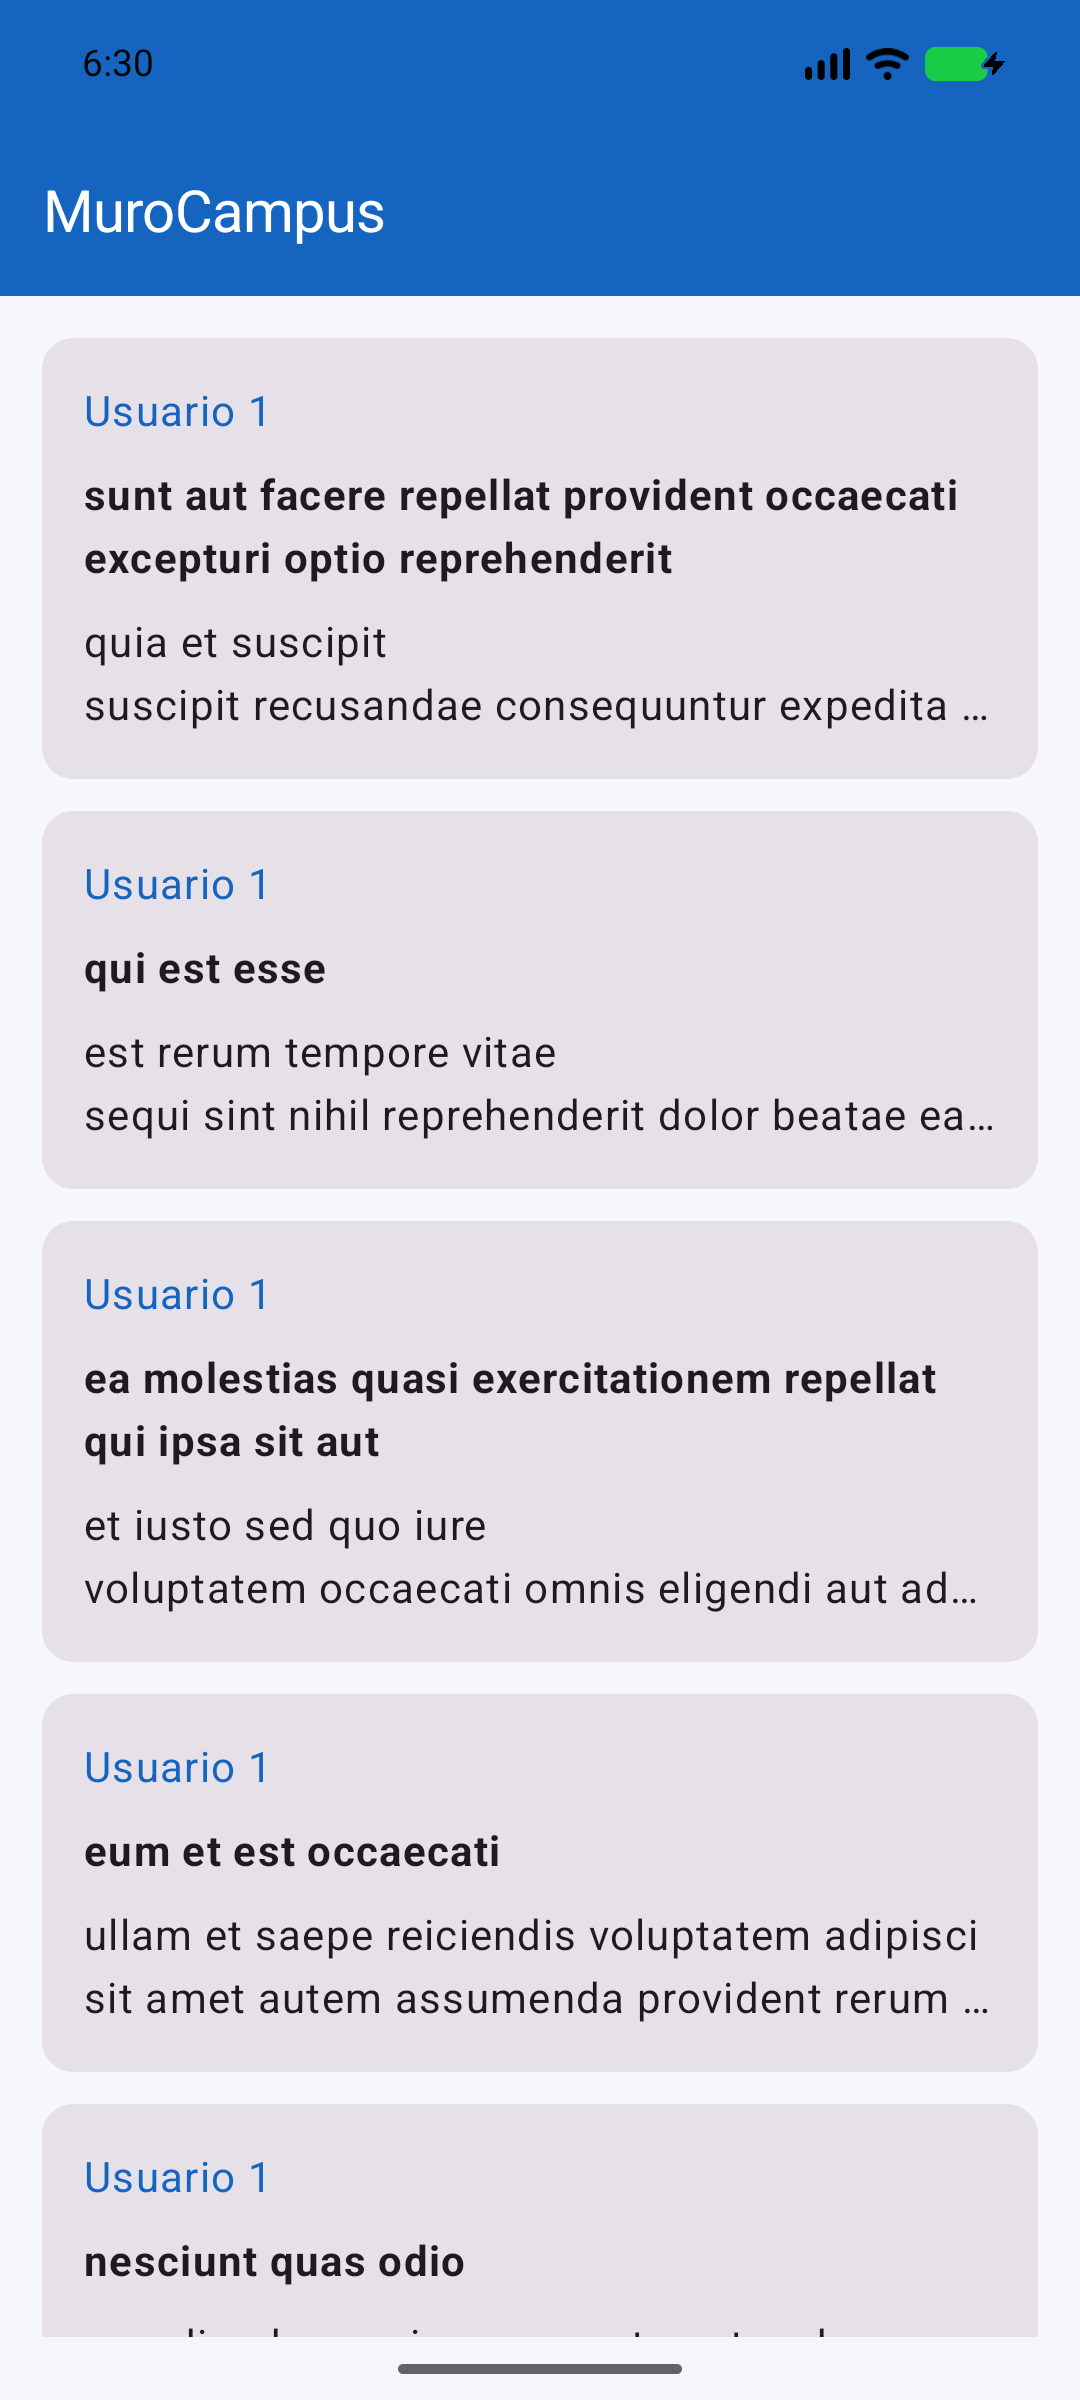 6:30
MuroCampus
Usuario 1
sunt aut facere repellat provident occaecati
excepturi optio reprehenderit
quia et suscipit
suscipit recusandae consequuntur expedita …
Usuario 1
qui est esse
est rerum tempore vitae
sequi sint nihil reprehenderit dolor beatae ea…
Usuario 1
ea molestias quasi exercitationem repellat
qui ipsa sit aut
et iusto sed quo iure
voluptatem occaecati omnis eligendi aut ad…
Usuario 1
eum et est occaecati
ullam et saepe reiciendis voluptatem adipisci
sit amet autem assumenda provident rerum …
Usuario 1
nesciunt quas odio